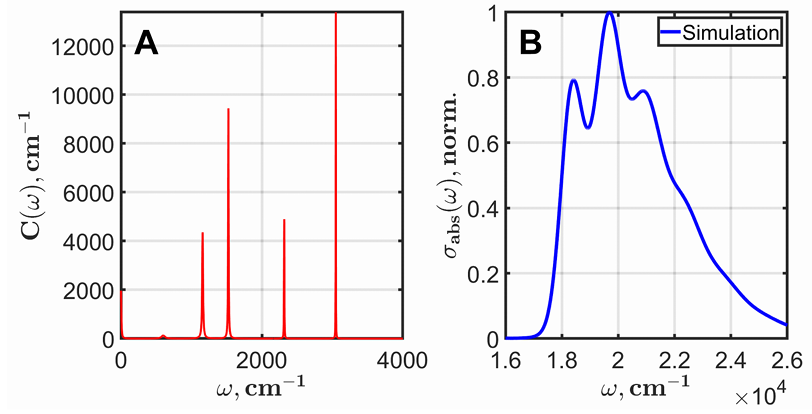 A
12000
10000
8000
6000
4000
2000
0
C(ω), cm⁻¹
0 2000 4000
ω, cm⁻¹
B
Simulation
1
0.8
0.6
0.4
0.2
0
σabs(ω), norm.
1.6 1.8 2 2.2 2.4 2.6
ω, cm⁻¹
×10⁴